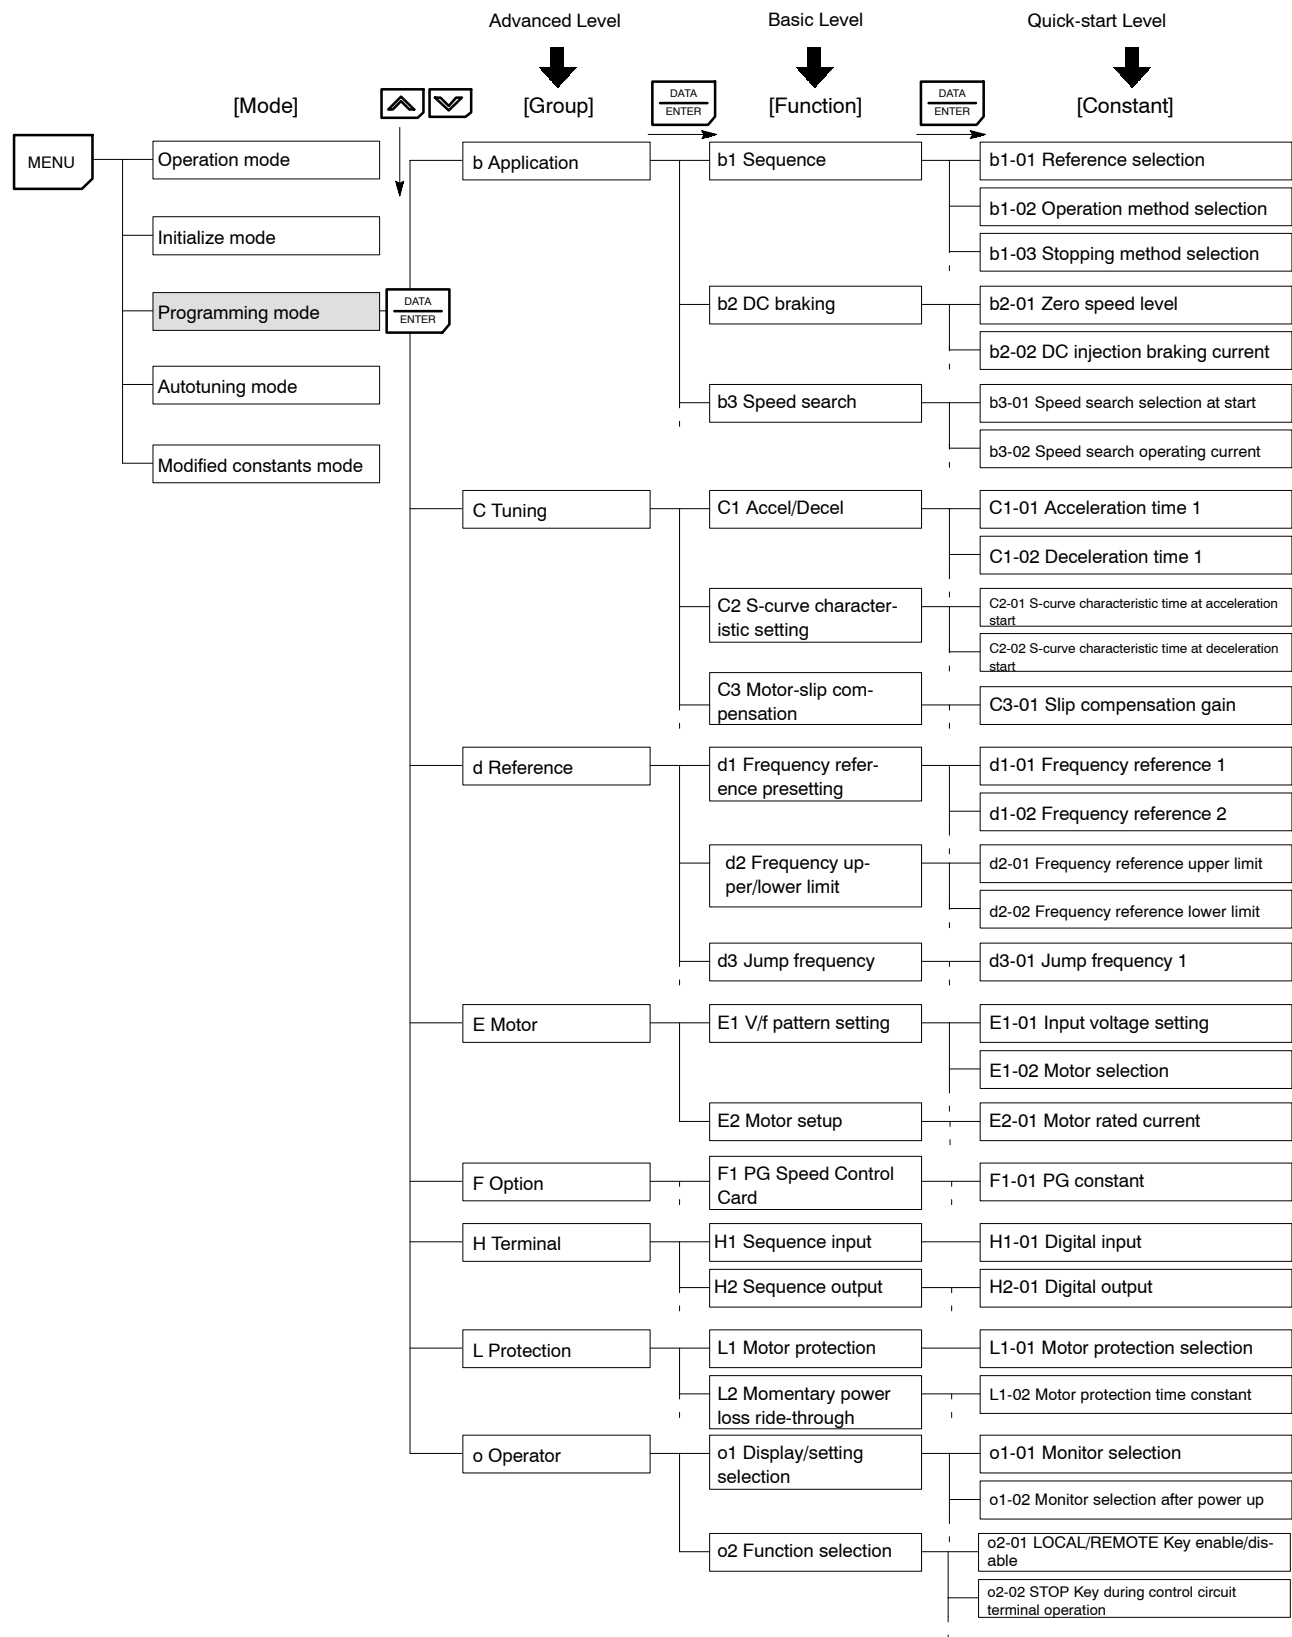 Advanced Level Basic Level Quick-start Level
[Mode] [Group] DATA ENTER [Function] DATA ENTER [Constant]
MENU
Operation mode
Initialize mode
Programming mode
DATA
ENTER
Autotuning mode
Modified constants mode
b Application
b1 Sequence
b1-01 Reference selection
b1-02 Operation method selection
b1-03 Stopping method selection
b2 DC braking
b2-01 Zero speed level
b2-02 DC injection braking current
b3 Speed search
b3-01 Speed search selection at start
b3-02 Speed search operating current
C Tuning
C1 Accel/Decel
C1-01 Acceleration time 1
C1-02 Deceleration time 1
C2 S-curve character-
istic setting
C2-01 S-curve characteristic time at acceleration
start
C2-02 S-curve characteristic time at deceleration
start
C3 Motor-slip com-
pensation
C3-01 Slip compensation gain
d Reference
d1 Frequency refer-
ence presetting
d1-01 Frequency reference 1
d1-02 Frequency reference 2
d2 Frequency up-
per/lower limit
d2-01 Frequency reference upper limit
d2-02 Frequency reference lower limit
d3 Jump frequency
d3-01 Jump frequency 1
E Motor
E1 V/f pattern setting
E1-01 Input voltage setting
E1-02 Motor selection
E2 Motor setup
E2-01 Motor rated current
F Option
F1 PG Speed Control
Card
F1-01 PG constant
H Terminal
H1 Sequence input
H1-01 Digital input
H2 Sequence output
H2-01 Digital output
L Protection
L1 Motor protection
L1-01 Motor protection selection
L2 Momentary power
loss ride-through
L1-02 Motor protection time constant
o Operator
o1 Display/setting
selection
o1-01 Monitor selection
o1-02 Monitor selection after power up
o2 Function selection
o2-01 LOCAL/REMOTE Key enable/dis-
able
o2-02 STOP Key during control circuit
terminal operation